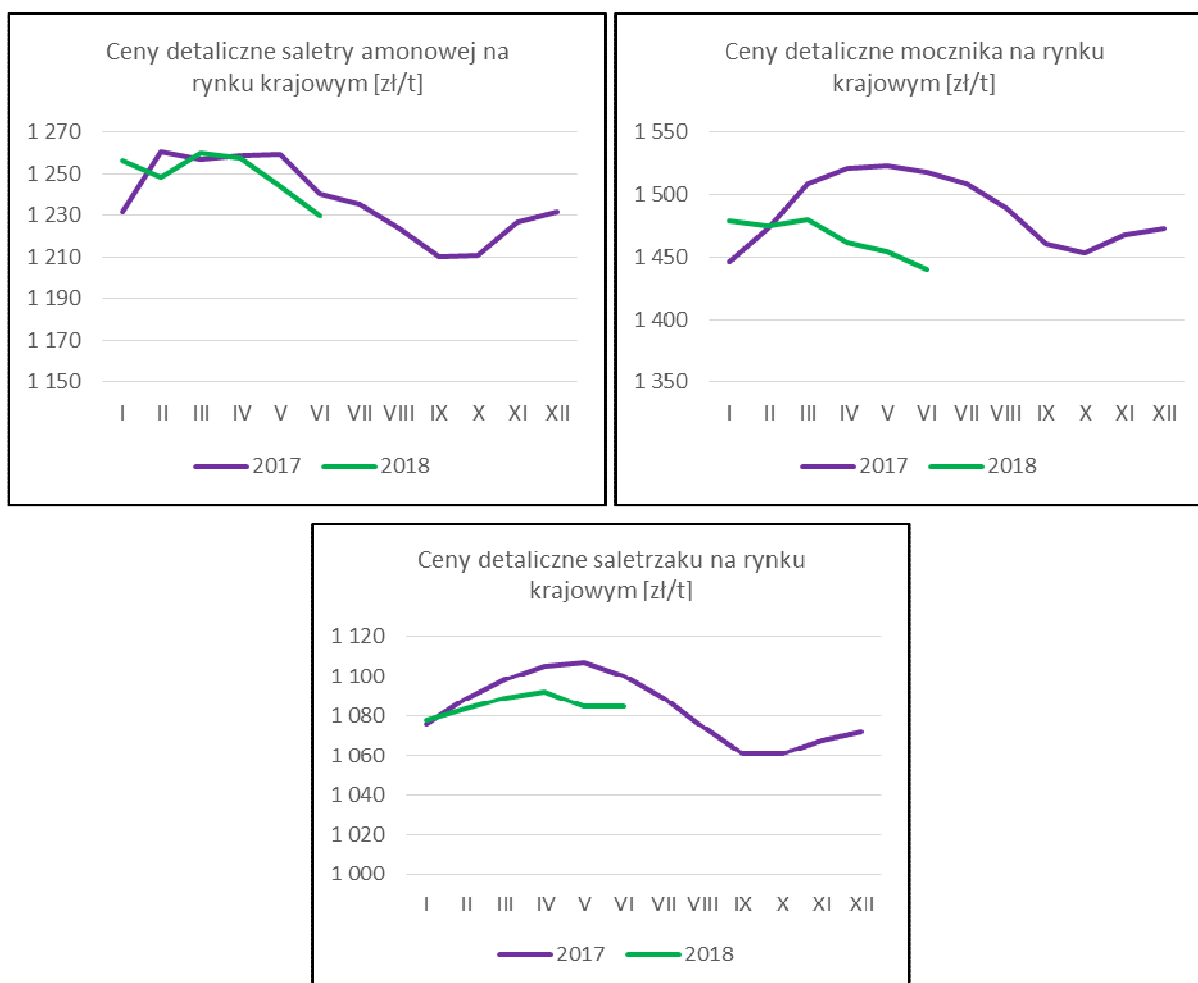 Ceny detaliczne saletry amonowej na
rynku krajowym [zł/t]
1 270
1 250
1 230
1 210
1 190
1 170
1 150
I II III IV V VI VII VIII IX X XI XII
2017 2018
Ceny detaliczne mocznika na rynku
krajowym [zł/t]
1 550
1 500
1 450
1 400
1 350
I II III IV V VI VII VIII IX X XI XII
2017 2018
Ceny detaliczne saletrzaku na rynku
krajowym [zł/t]
1 120
1 100
1 080
1 060
1 040
1 020
1 000
I II III IV V VI VII VIII IX X XI XII
2017 2018